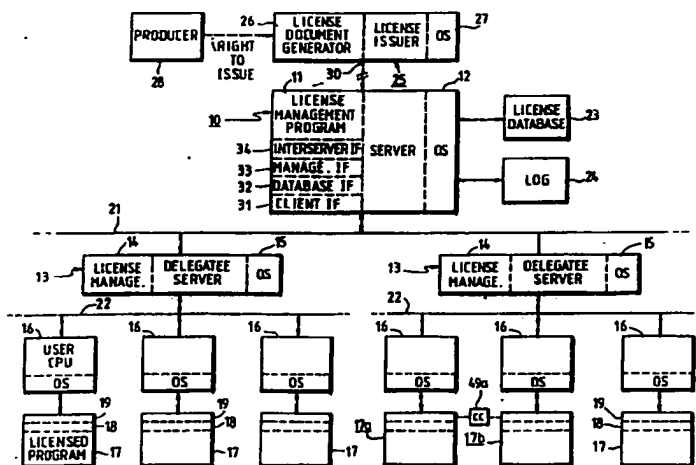 PRODUCER
28
RIGHT
TO
ISSUE
26
LICENSE
DOCUMENT
GENERATOR
LICENSE
ISSUER
OS
27
30
25
11
12
10
LICENSE
MANAGEMENT
PROGRAM
34
INTERSERVER IF
33
MANAGE. IF
32
DATABASE IF
31
CLIENT IF
SERVER
OS
LICENSE
DATABASE
23
LOG
24
21
14
15
13
LICENSE
MANAGE.
DELEGATEE
SERVER
OS
14
15
13
LICENSE
MANAGE.
DELEGATEE
SERVER
OS
22
22
16
USER
CPU
OS
16
OS
16
OS
16
OS
16
OS
16
OS
49a
CC
19
18
LICENSED
PROGRAM
17
19
18
17
17
17a
17b
19
18
17